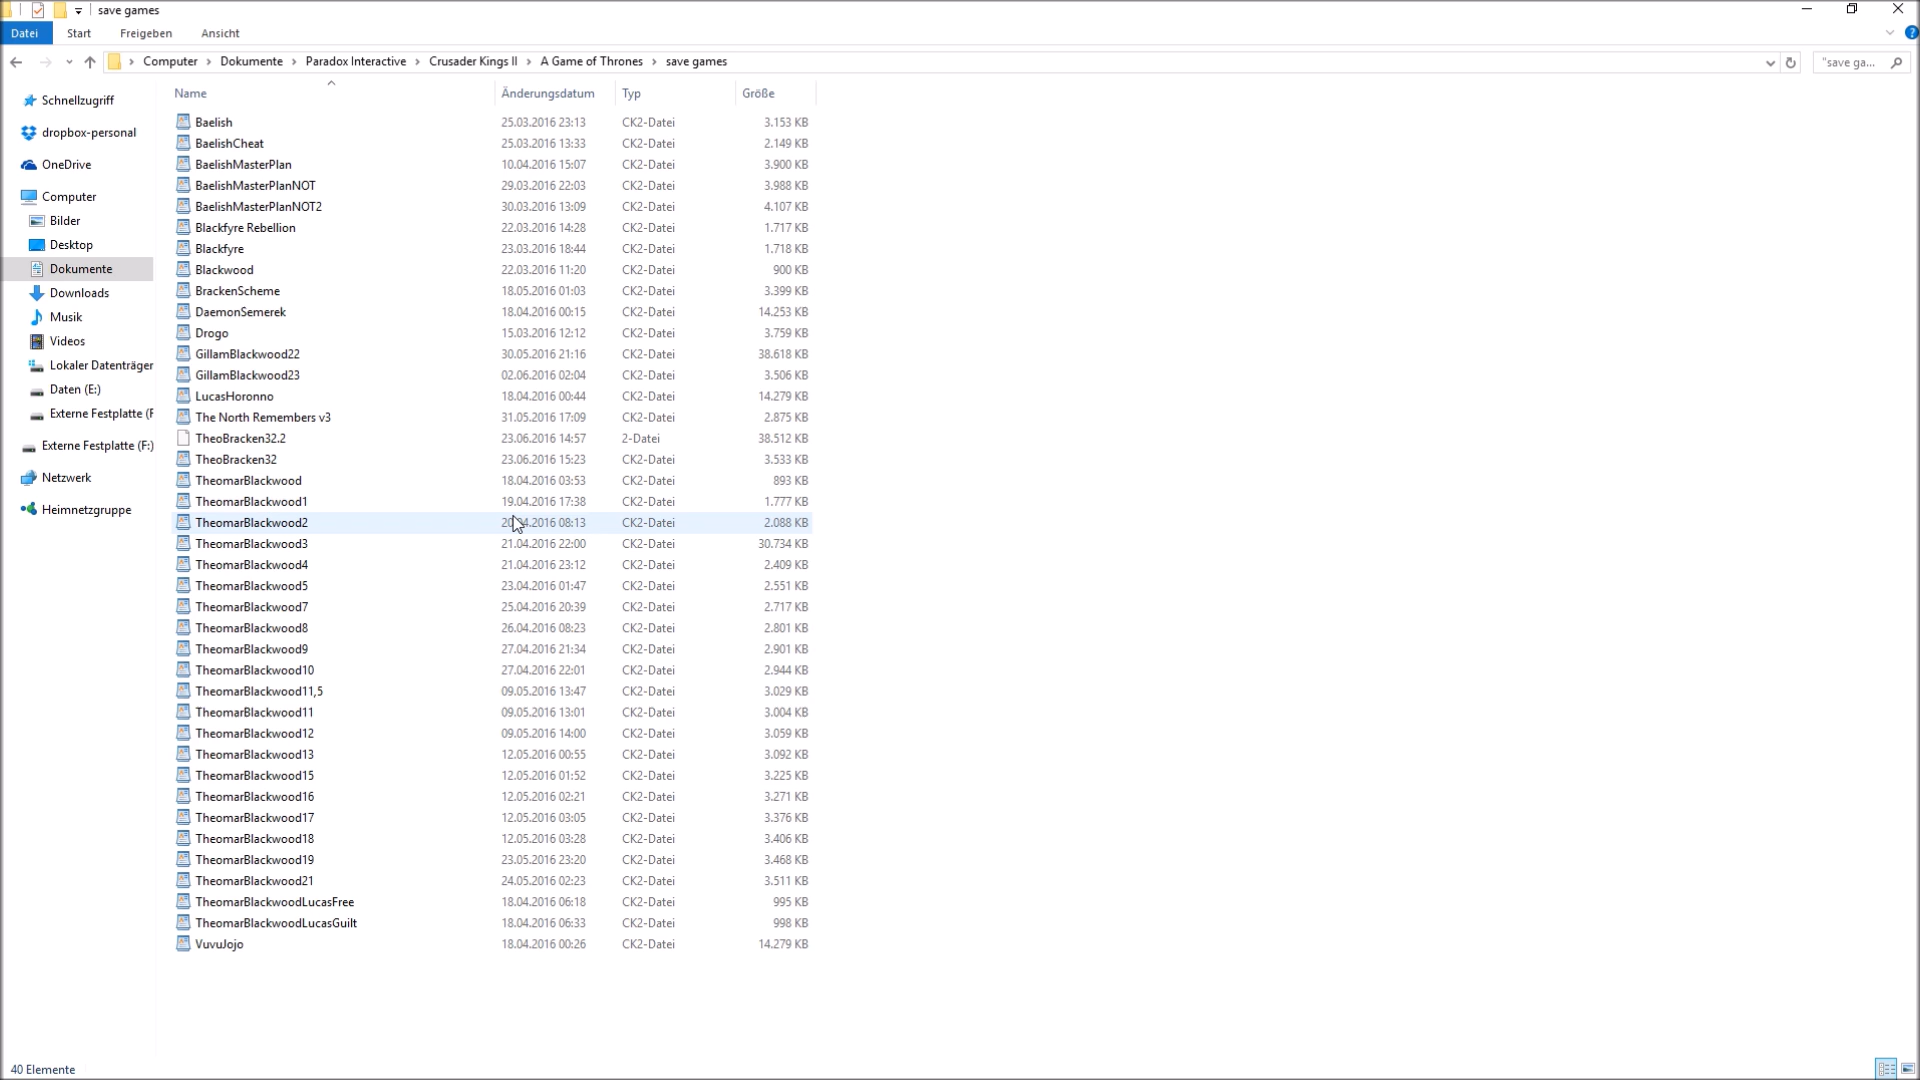 save games
Datei Start Freigeben Ansicht
Computer Dokumente Paradox Interactive Crusader Kings II A Game of Thrones save games "save ga...
Name Änderungsdatum Typ Größe
Schnellzugriff
dropbox-personal
OneDrive
Computer
Bilder
Desktop
Dokumente
Downloads
Musik
Videos
Lokaler Datenträger
Daten (E:)
Externe Festplatte (F
Externe Festplatte (F:)
Netzwerk
Heimnetzgruppe
Baelish 25.03.2016 23:13 CK2-Datei 3.153 KB
BaelishCheat 25.03.2016 13:33 CK2-Datei 2.149 KB
BaelishMasterPlan 10.04.2016 15:07 CK2-Datei 3.900 KB
BaelishMasterPlanNOT 29.03.2016 22:03 CK2-Datei 3.988 KB
BaelishMasterPlanNOT2 30.03.2016 13:09 CK2-Datei 4.107 KB
Blackfyre Rebellion 22.03.2016 14:28 CK2-Datei 1.717 KB
Blackfyre 23.03.2016 18:44 CK2-Datei 1.718 KB
Blackwood 22.03.2016 11:20 CK2-Datei 900 KB
BrackenScheme 18.05.2016 01:03 CK2-Datei 3.399 KB
DaemonSemerek 18.04.2016 00:15 CK2-Datei 14.253 KB
Drogo 15.03.2016 12:12 CK2-Datei 3.759 KB
GillamBlackwood22 30.05.2016 21:16 CK2-Datei 38.618 KB
GillamBlackwood23 02.06.2016 02:04 CK2-Datei 3.506 KB
LucasHoronno 18.04.2016 00:44 CK2-Datei 14.279 KB
The North Remembers v3 31.05.2016 17:09 CK2-Datei 2.875 KB
TheoBracken32.2 23.06.2016 14:57 2-Datei 38.512 KB
TheoBracken32 23.06.2016 15:23 CK2-Datei 3.533 KB
TheomarBlackwood 18.04.2016 03:53 CK2-Datei 893 KB
TheomarBlackwood1 19.04.2016 17:38 CK2-Datei 1.777 KB
TheomarBlackwood2 08:13 CK2-Datei 2.088 KB
TheomarBlackwood3 21.04.2016 22:00 CK2-Datei 30.734 KB
TheomarBlackwood4 21.04.2016 23:12 CK2-Datei 2.409 KB
TheomarBlackwood5 23.04.2016 01:47 CK2-Datei 2.551 KB
TheomarBlackwood7 25.04.2016 20:39 CK2-Datei 2.717 KB
TheomarBlackwood8 26.04.2016 08:23 CK2-Datei 2.801 KB
TheomarBlackwood9 27.04.2016 21:34 CK2-Datei 2.901 KB
TheomarBlackwood10 27.04.2016 22:01 CK2-Datei 2.944 KB
TheomarBlackwood11,5 09.05.2016 13:47 CK2-Datei 3.029 KB
TheomarBlackwood11 09.05.2016 13:01 CK2-Datei 3.004 KB
TheomarBlackwood12 09.05.2016 14:00 CK2-Datei 3.059 KB
TheomarBlackwood13 12.05.2016 00:55 CK2-Datei 3.092 KB
TheomarBlackwood15 12.05.2016 01:52 CK2-Datei 3.225 KB
TheomarBlackwood16 12.05.2016 02:21 CK2-Datei 3.271 KB
TheomarBlackwood17 12.05.2016 03:05 CK2-Datei 3.376 KB
TheomarBlackwood18 12.05.2016 03:28 CK2-Datei 3.406 KB
TheomarBlackwood19 23.05.2016 23:20 CK2-Datei 3.468 KB
TheomarBlackwood21 24.05.2016 02:23 CK2-Datei 3.511 KB
TheomarBlackwoodLucasFree 18.04.2016 06:18 CK2-Datei 995 KB
TheomarBlackwoodLucasGuilt 18.04.2016 06:33 CK2-Datei 998 KB
VuvuJojo 18.04.2016 00:26 CK2-Datei 14.279 KB
40 Elemente